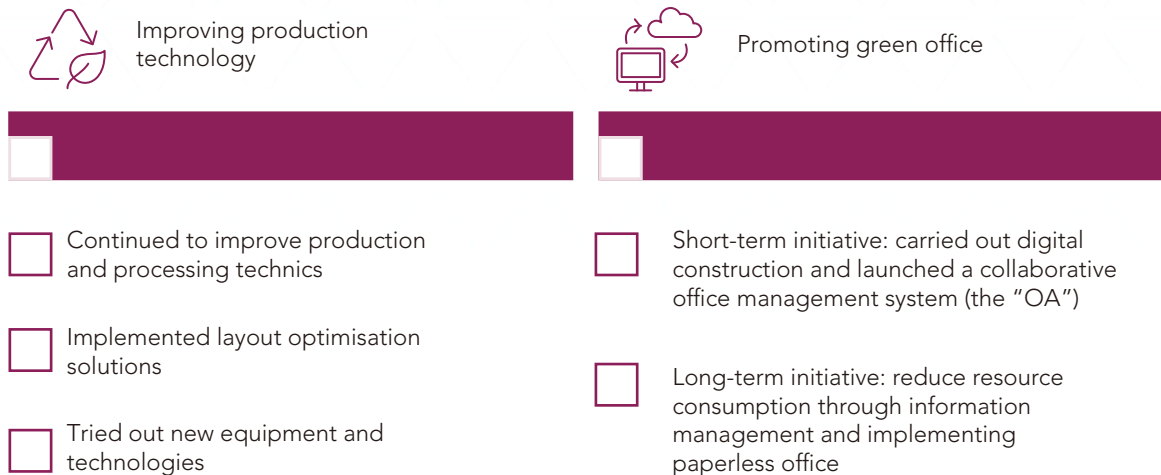 Improving production
technology
Continued to improve production
and processing technics
Implemented layout optimisation
solutions
Tried out new equipment and
technologies
Promoting green office
Short-term initiative: carried out digital
construction and launched a collaborative
office management system (the “OA”)
Long-term initiative: reduce resource
consumption through information
management and implementing
paperless office